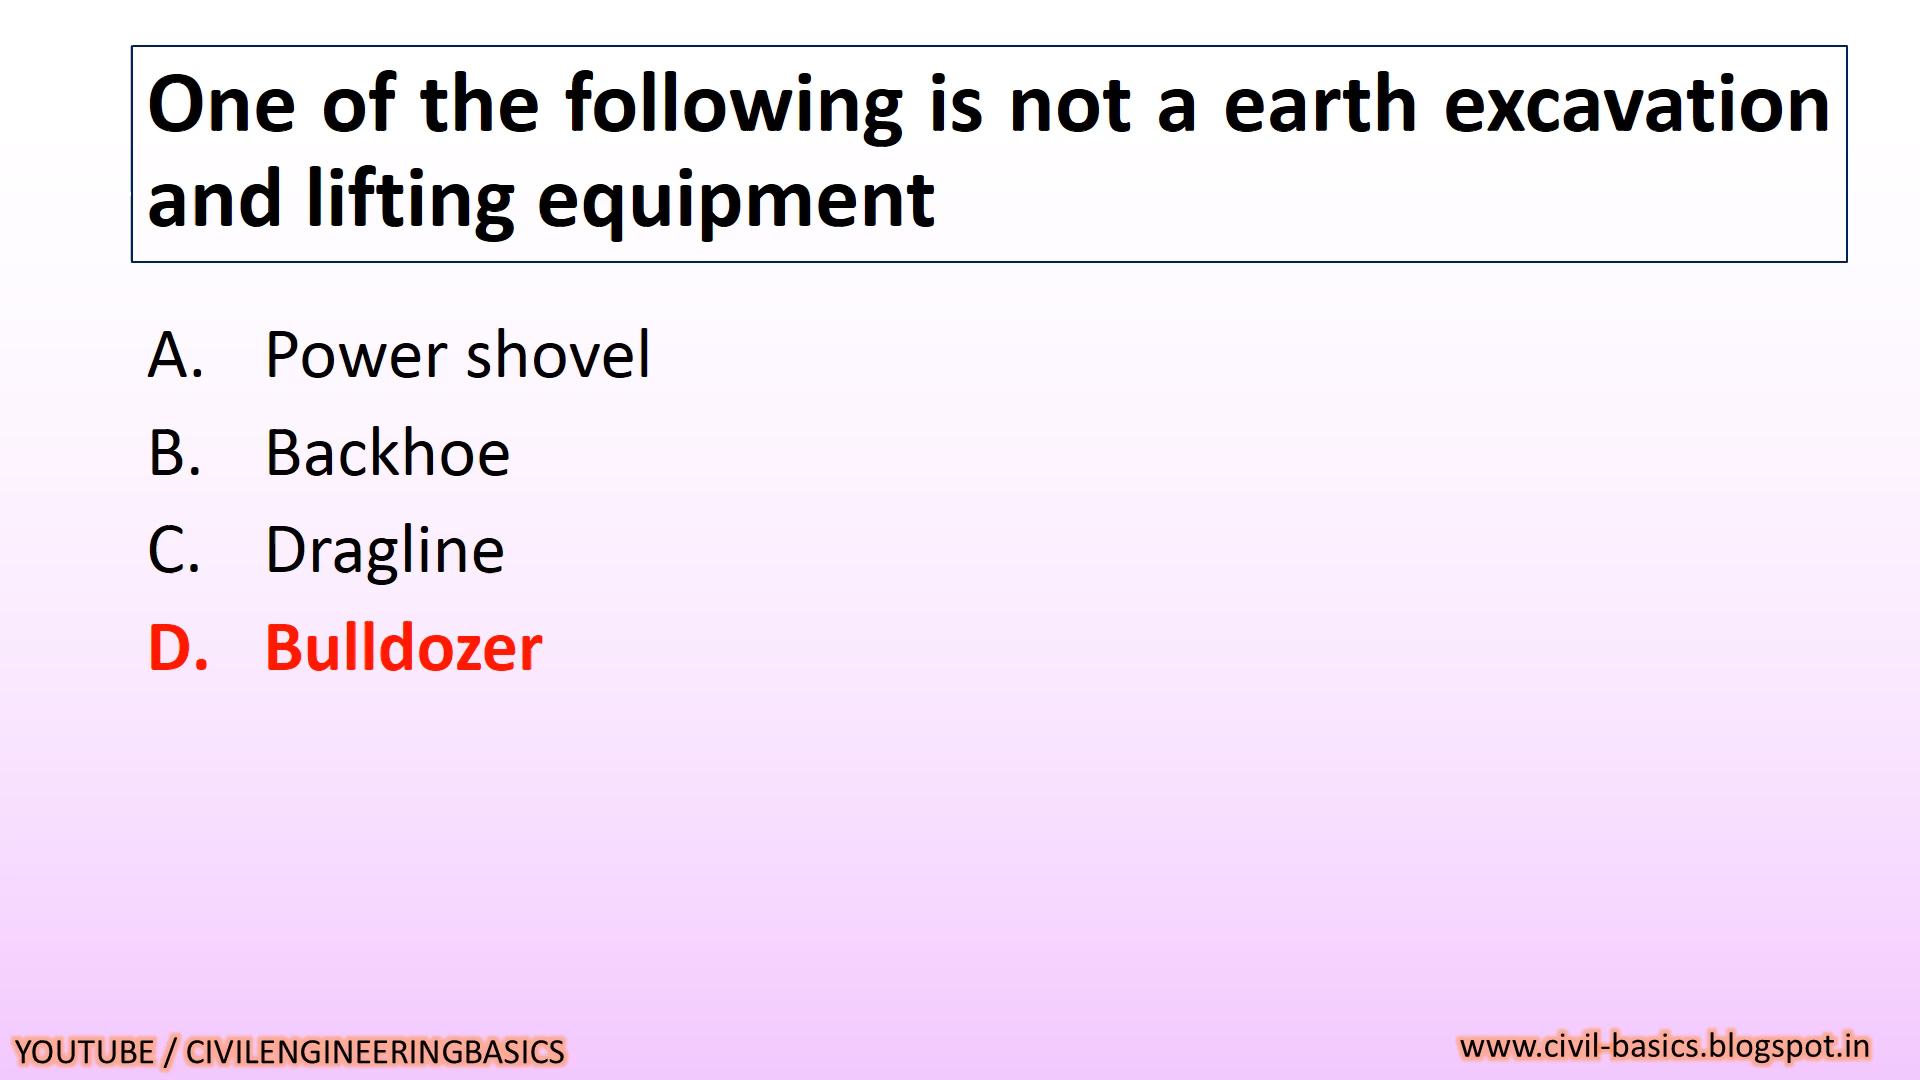 One of the following is not a earth excavation
and lifting equipment
A. Power shovel
B. Backhoe
C. Dragline
D. Bulldozer
YOUTUBE / CIVILENGINEERINGBASICS
www.civil-basics.blogspot.in